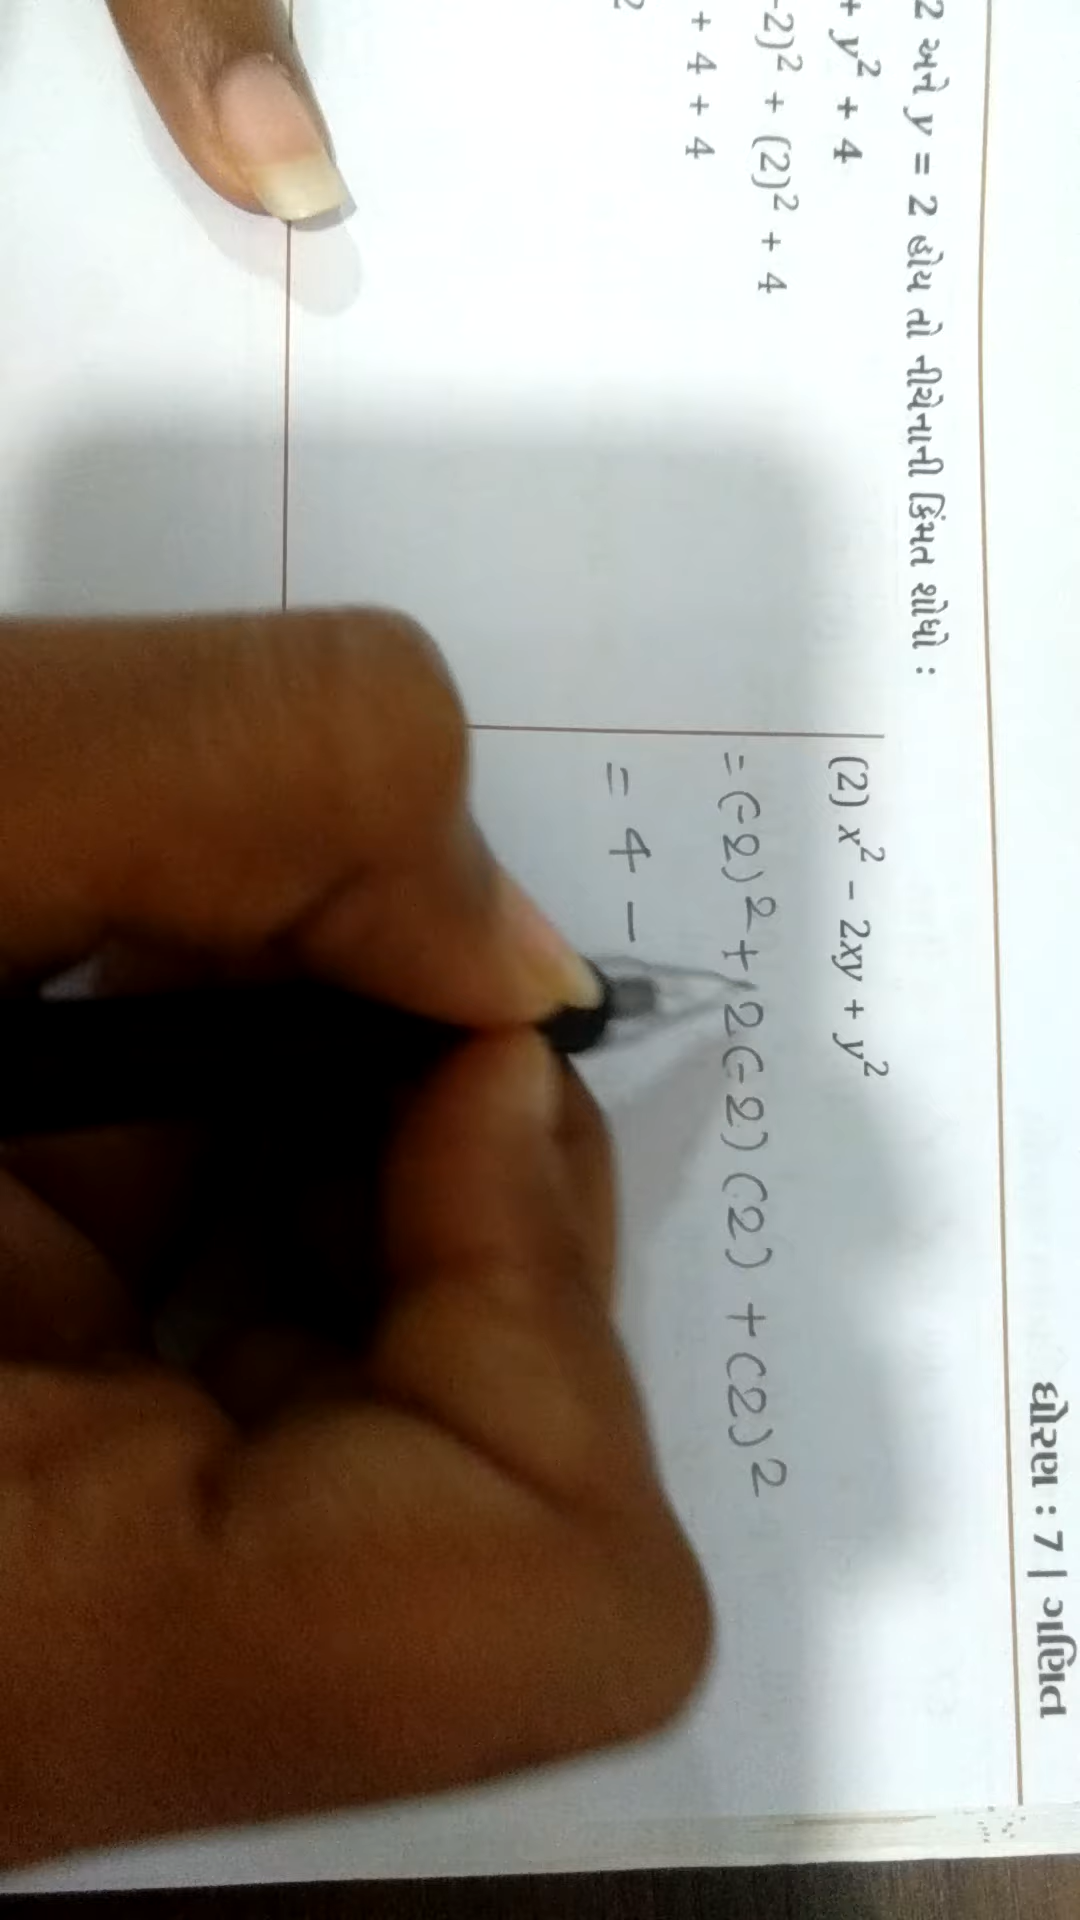 ધોરણ : 7 | ગણિત
2 અને y = 2 હોય તો નીચેનાની કિંમત શોધો :
+ y² + 4
-2)² + (2)² + 4
+ 4 + 4
2
(2) x² - 2xy + y²
= (-2)² + 2(-2) (2) + (2)²
= 4 -